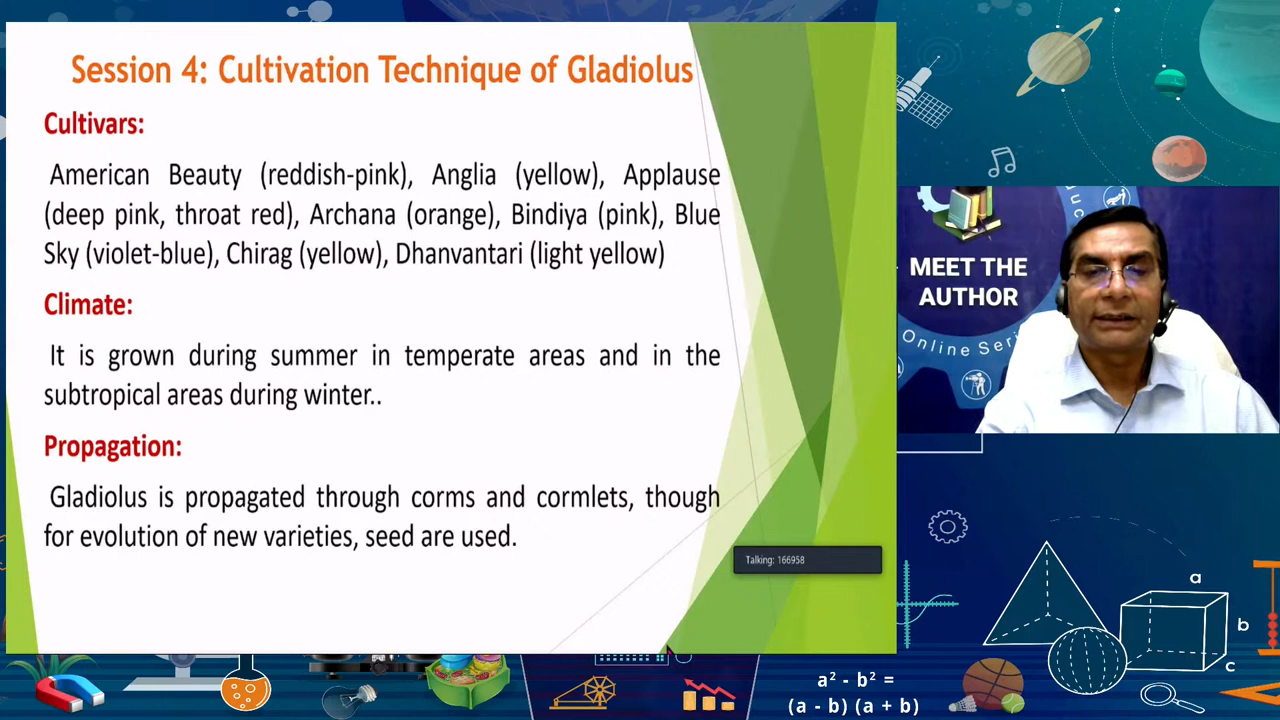 Session 4: Cultivation Technique of Gladiolus
Cultivars:
American Beauty (reddish-pink), Anglia (yellow), Applause
(deep pink, throat red), Archana (orange), Bindiya (pink), Blue
Sky (violet-blue), Chirag (yellow), Dhanvantari (light yellow)
Climate:
It is grown during summer in temperate areas and in the
subtropical areas during winter..
Propagation:
Gladiolus is propagated through corms and cormlets, though
for evolution of new varieties, seed are used.
Talking: 166958
MEET THE
AUTHOR
Online Seri
a
b
c
a² - b² =
(a - b) (a + b)